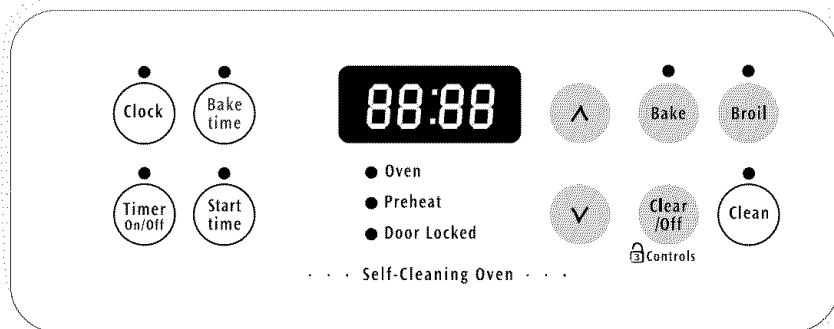 Clock
Bake
time
88:88
∧
Bake
Broil
Timer
On/Off
Start
time
Oven
Preheat
Door Locked
∨
Clear
/Off
Clean
3 Controls
· · · Self-Cleaning Oven · · ·